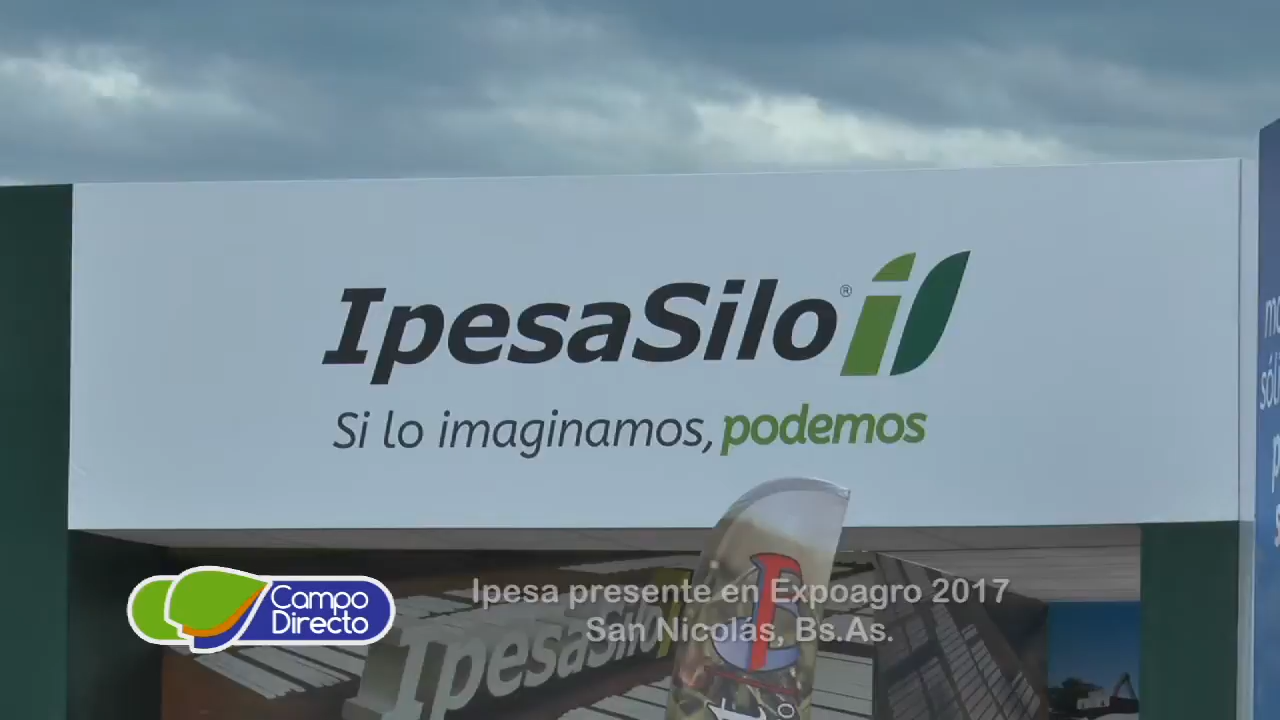 IpesaSilo®
Si lo imaginamos, podemos
Campo
Directo
Ipesa presente en Expoagro 2017
San Nicolás, Bs.As.
IpesaSilo